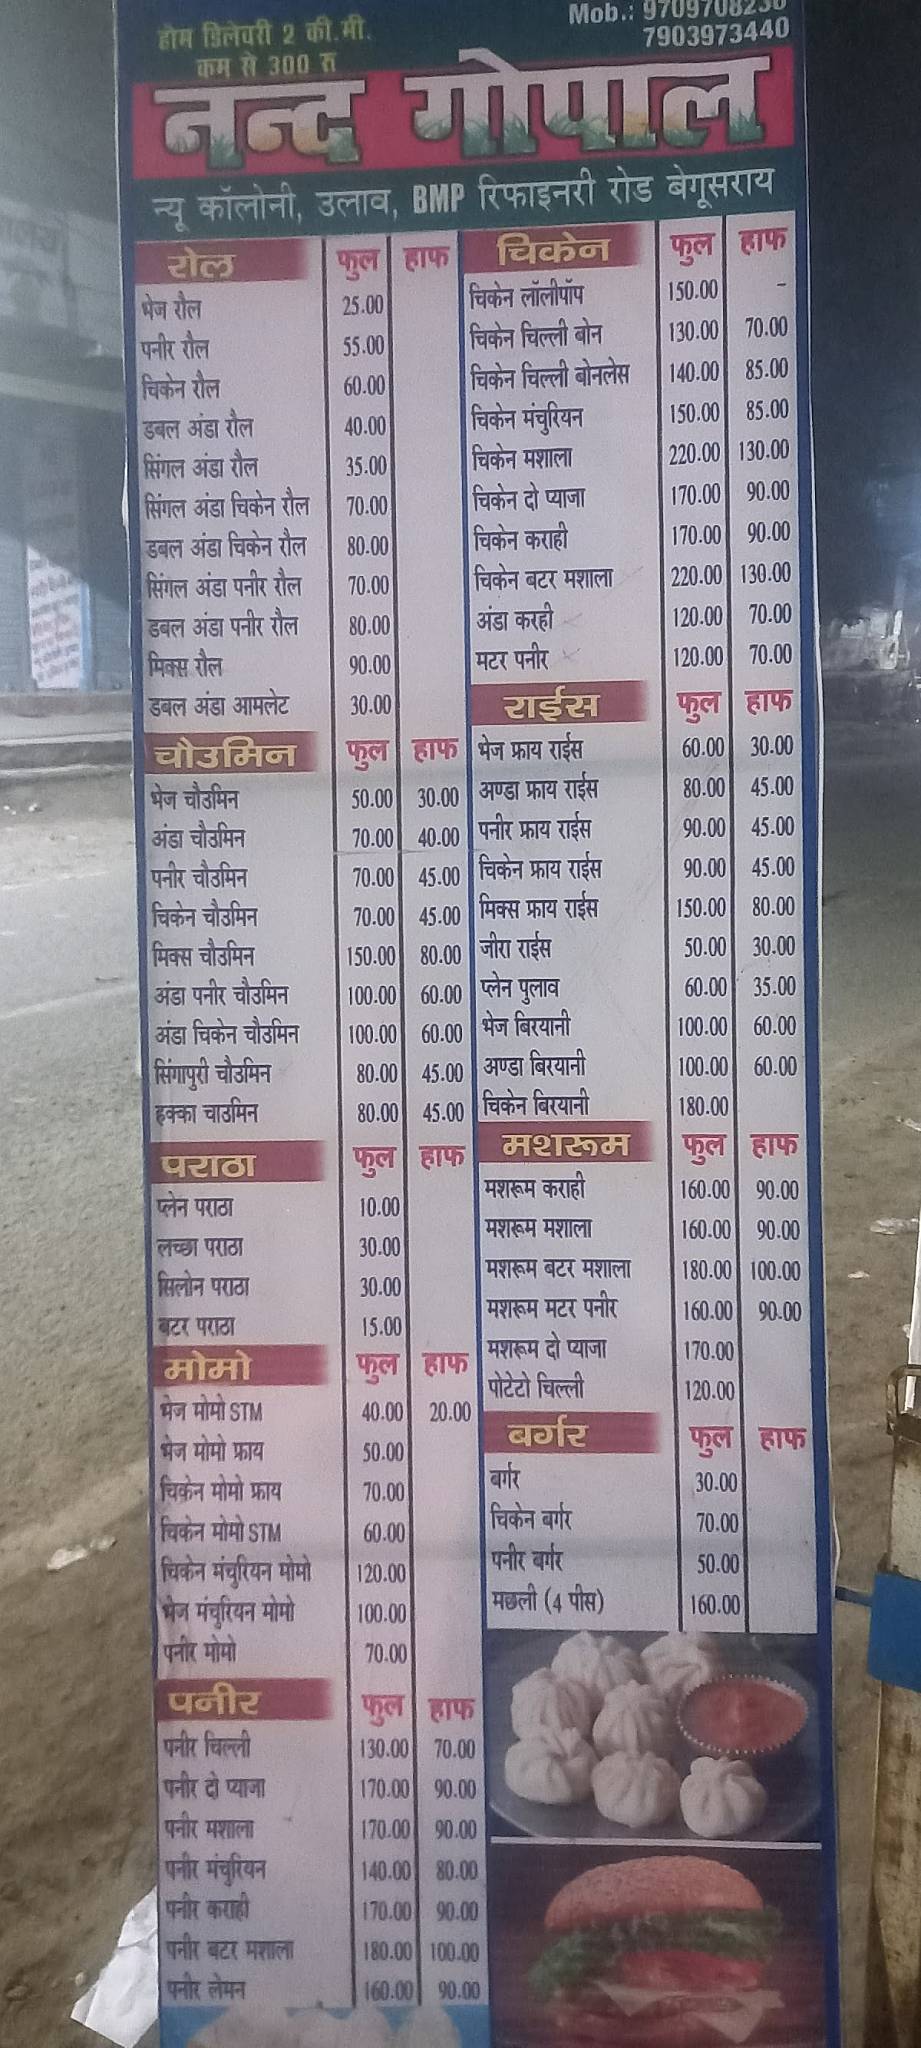 होम डिलेवरी 2 की.मी.
कम से 300 रु
Mob.: 9709708230
7903973440
नन्द गोपाल
न्यू कॉलोनी, उलाव, BMP रिफाइनरी रोड बेगूसराय
रोल फुल हाफ
भेज रौल 25.00
पनीर रौल 55.00
चिकेन रौल 60.00
डबल अंडा रौल 40.00
सिंगल अंडा रौल 35.00
सिंगल अंडा चिकेन रौल 70.00
डबल अंडा चिकेन रौल 80.00
सिंगल अंडा पनीर रौल 70.00
डबल अंडा पनीर रौल 80.00
मिक्स रौल 90.00
डबल अंडा आमलेट 30.00
चौउमिन फुल हाफ
भेज चौउमिन 50.00 30.00
अंडा चौउमिन 70.00 40.00
पनीर चौउमिन 70.00 45.00
चिकेन चौउमिन 70.00 45.00
मिक्स चौउमिन 150.00 80.00
अंडा पनीर चौउमिन 100.00 60.00
अंडा चिकेन चौउमिन 100.00 60.00
सिंगापुरी चौउमिन 80.00 45.00
हक्का चाउमिन 80.00 45.00
पराठा फुल हाफ
प्लेन पराठा 10.00
लच्छा पराठा 30.00
सिलोन पराठा 30.00
बटर पराठा 15.00
मोमो फुल हाफ
भेज मोमो STM 40.00 20.00
भेज मोमो फ्राय 50.00
चिकेन मोमो फ्राय 70.00
चिकेन मोमो STM 60.00
चिकेन मंचुरियन मोमो 120.00
भेज मंचुरियन मोमो 100.00
पनीर मोमो 70.00
पनीर फुल हाफ
पनीर चिल्ली 130.00 70.00
पनीर दो प्याजा 170.00 90.00
पनीर मशाला 170.00 90.00
पनीर मंचुरियन 140.00 80.00
पनीर कराही 170.00 90.00
पनीर बटर मशाला 180.00 100.00
पनीर लेमन 160.00 90.00
चिकेन फुल हाफ
चिकेन लॉलीपॉप 150.00 -
चिकेन चिल्ली बोन 130.00 70.00
चिकेन चिल्ली बोनलेस 140.00 85.00
चिकेन मंचुरियन 150.00 85.00
चिकेन मशाला 220.00 130.00
चिकेन दो प्याजा 170.00 90.00
चिकेन कराही 170.00 90.00
चिकेन बटर मशाला 220.00 130.00
अंडा करही 120.00 70.00
मटर पनीर 120.00 70.00
राईस फुल हाफ
भेज फ्राय राईस 60.00 30.00
अण्डा फ्राय राईस 80.00 45.00
पनीर फ्राय राईस 90.00 45.00
चिकेन फ्राय राईस 90.00 45.00
मिक्स फ्राय राईस 150.00 80.00
जीरा राईस 50.00 30.00
प्लेन पुलाव 60.00 35.00
भेज बिरयानी 100.00 60.00
अण्डा बिरयानी 100.00 60.00
चिकेन बिरयानी 180.00
मशरूम फुल हाफ
मशरूम कराही 160.00 90.00
मशरूम मशाला 160.00 90.00
मशरूम बटर मशाला 180.00 100.00
मशरूम मटर पनीर 160.00 90.00
मशरूम दो प्याजा 170.00
पोटेटो चिल्ली 120.00
बर्गर फुल हाफ
बर्गर 30.00
चिकेन बर्गर 70.00
पनीर बर्गर 50.00
मछली (4 पीस) 160.00